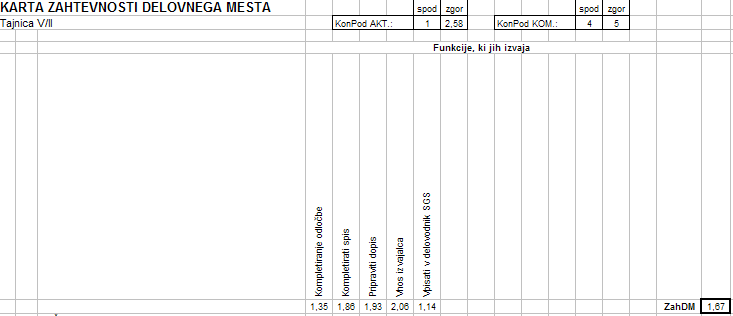 KARTA ZAHTEVNOSTI DELOVNEGA MESTA
spod zgor
spod zgor
Tajnica V/II
KonPod AKT.: 1 2,58
KonPod KOM.: 4 5
Funkcije, ki jih izvaja
Kompletiranje odločbe
Kompletirati spis
Pripraviti dopis
Vnos izvajalca
Vpisati v delovodnik SGS
1,35 1,86 1,93 2,06 1,14
ZahDM 1,67